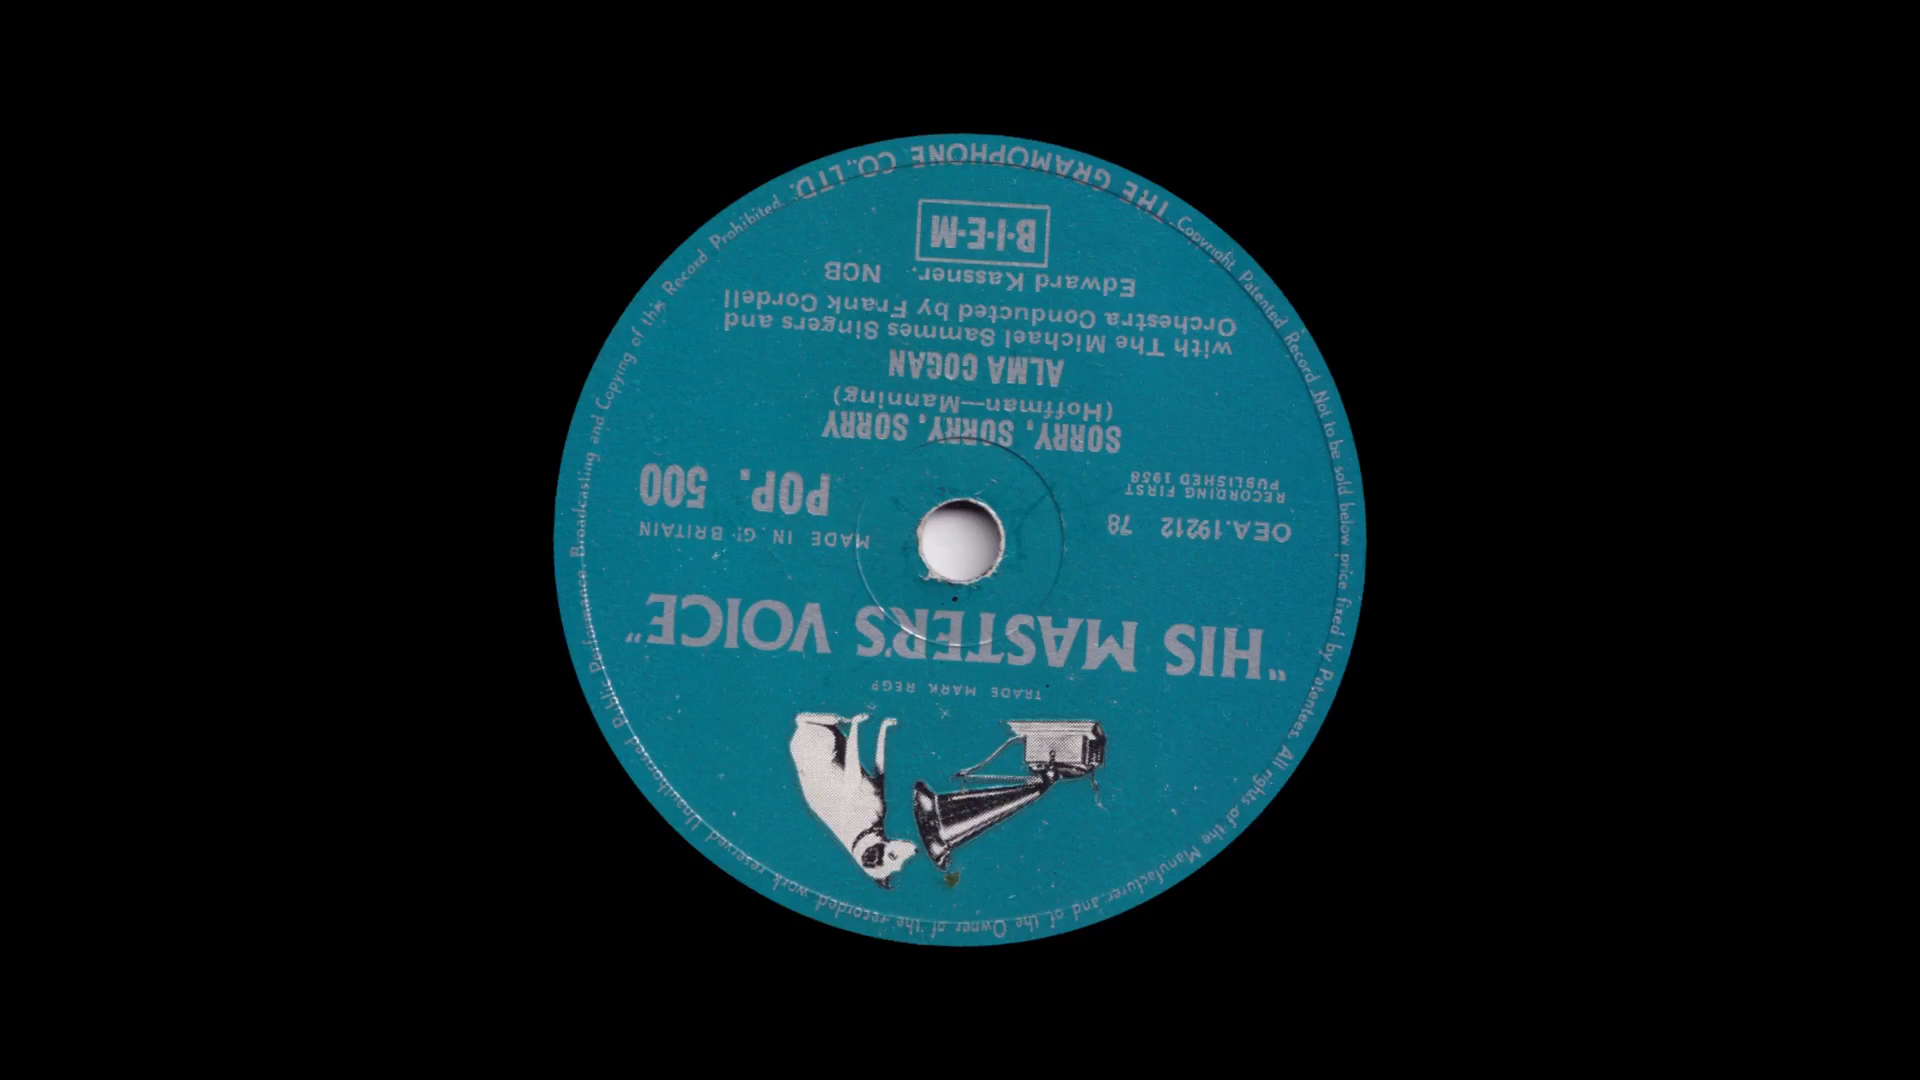 TRADE MARK REGD
"HIS MASTER'S VOICE"
MADE IN GT BRITAIN
OEA.19212 78
POP. 500
RECORDING FIRST
PUBLISHED 1958
SORRY, SORRY, SORRY
(Hoffman—Manning)
ALMA COGAN
with The Michael Sammes Singers and
Orchestra Conducted by Frank Cordell
Edward Kassner. NCB
B·I·E·M
THE GRAMOPHONE CO., LTD.
Copyright Patented Record Not to be sold below price fixed by Patentees. All rights of the Manufacturer and of the Owner of the recorded work reserved Unauthorised Public Performance, Broadcasting and Copying of this Record Prohibited